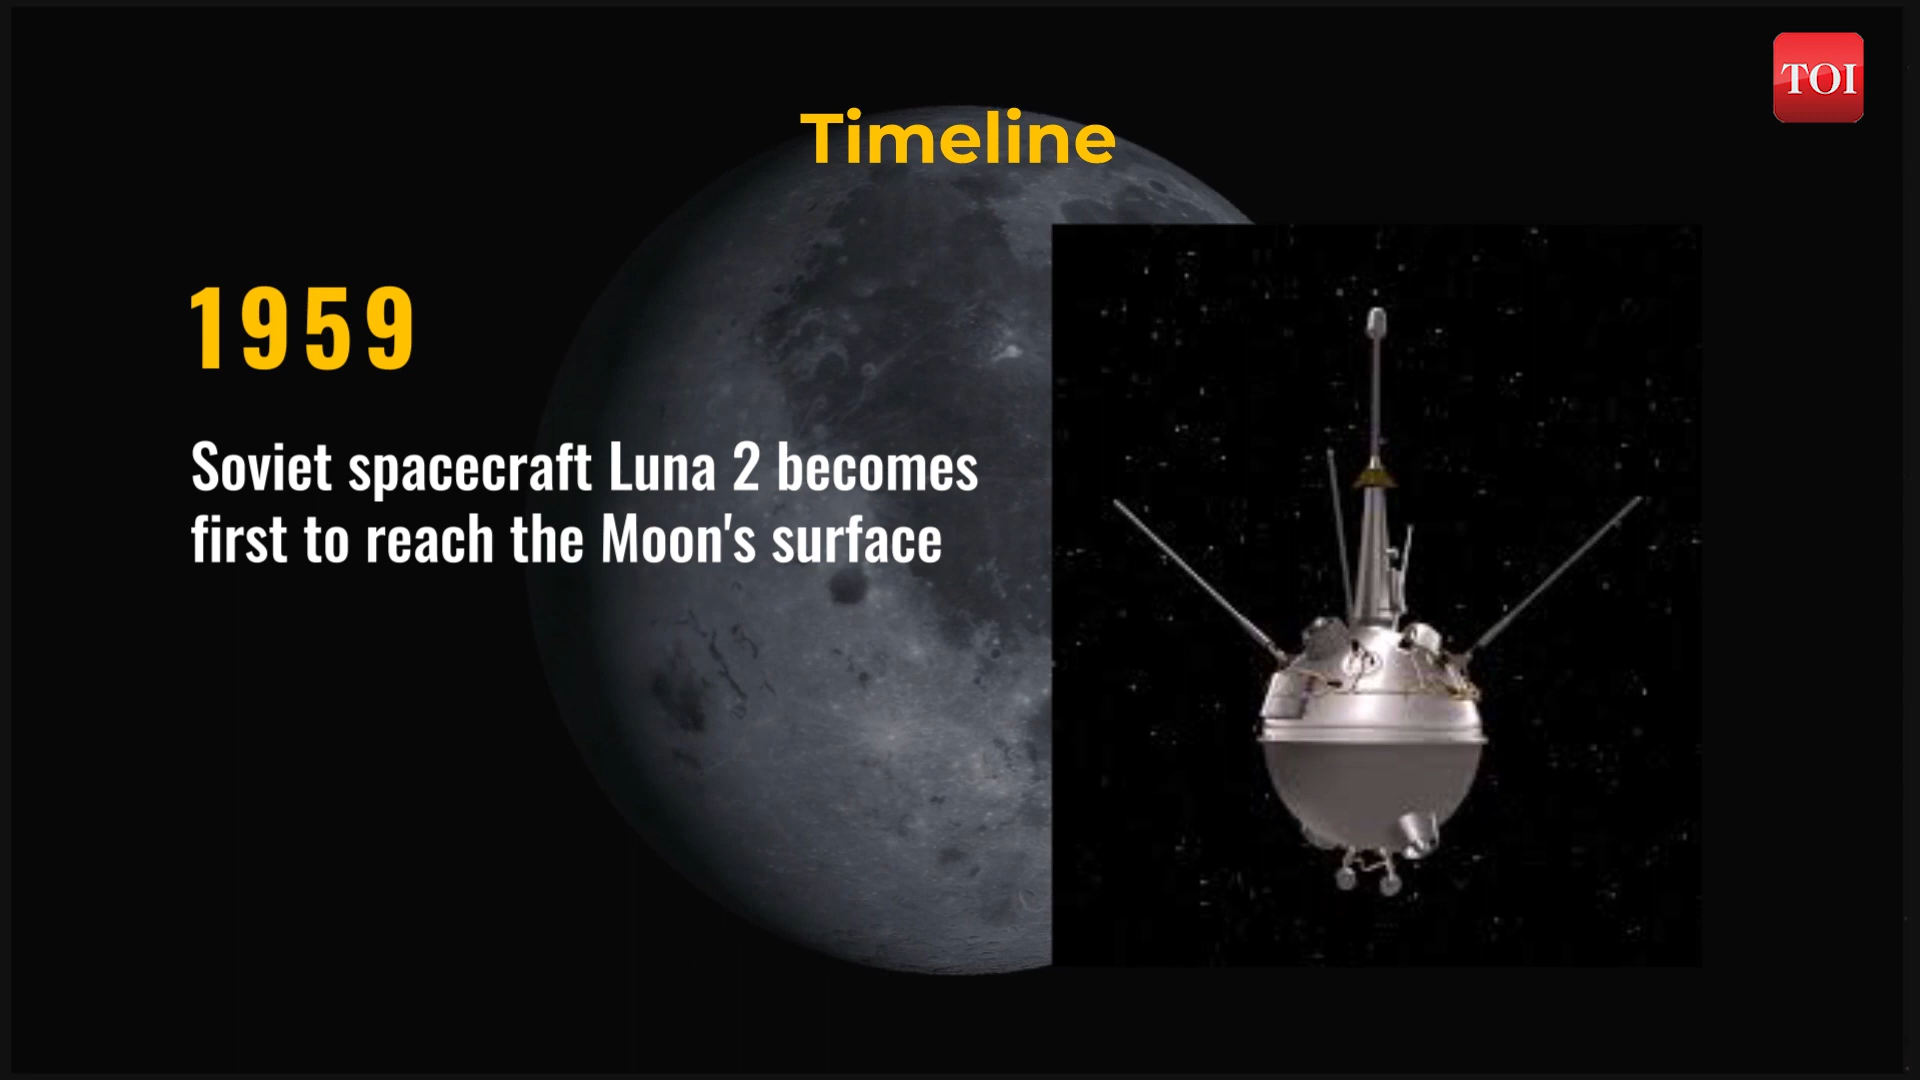 TOI
Timeline
1959
Soviet spacecraft Luna 2 becomes
first to reach the Moon's surface